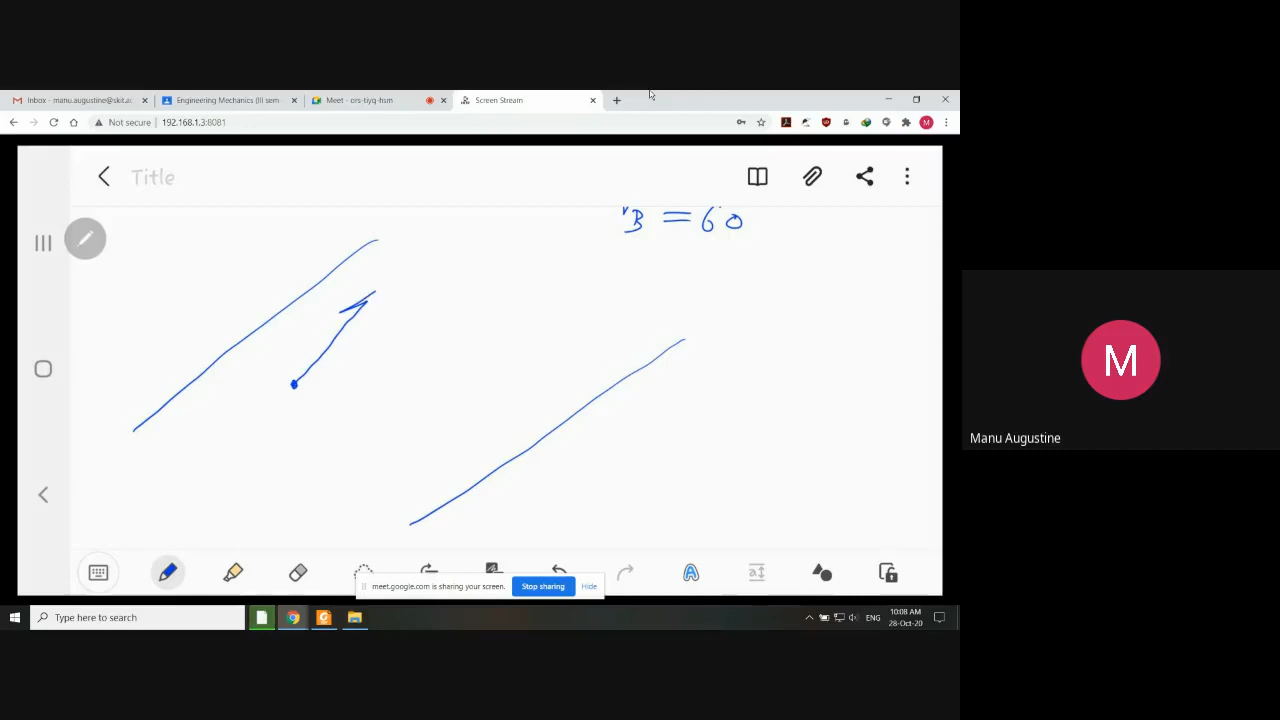 Inbox - manu.augustine@skit.ac
Engineering Mechanics (III sem
Meet - ors-tiyq-hsm
Screen Stream
Not secure
192.168.1.3:8081
Title
B = 60
M
Manu Augustine
meet.google.com is sharing your screen.
Stop sharing
Hide
Type here to search
ENG
10:08 AM
28-Oct-20